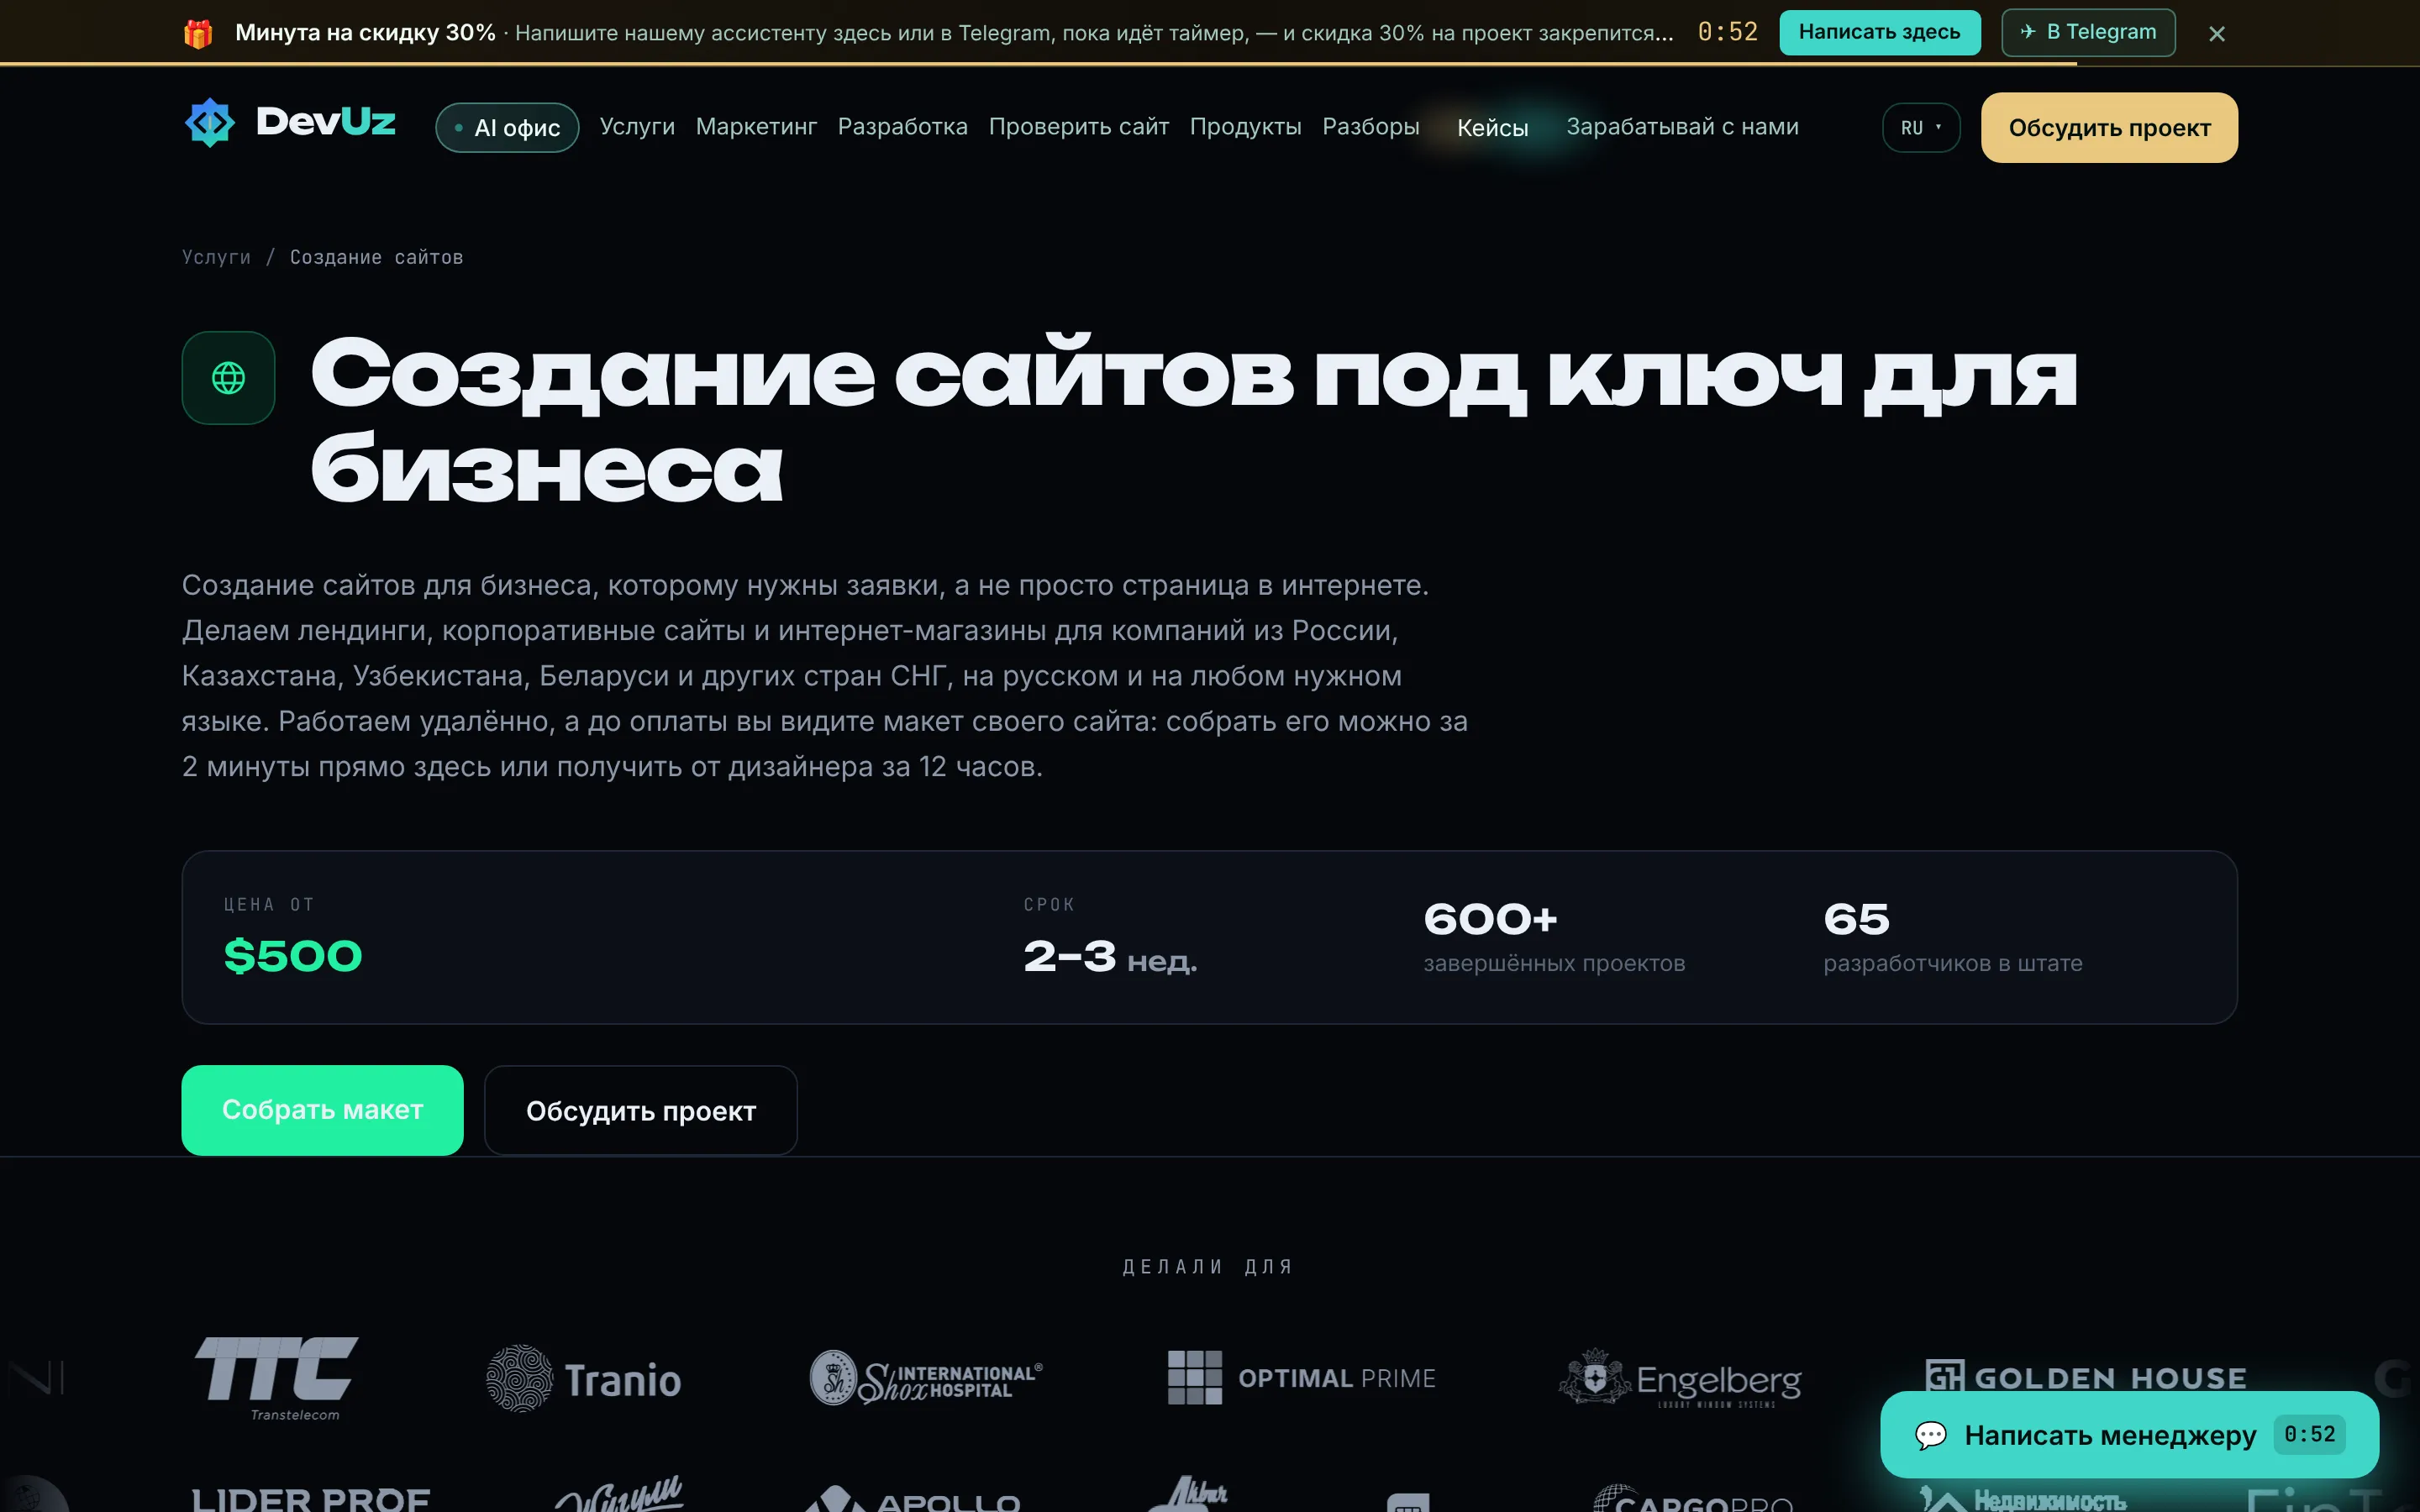 Минута на скидку 30% · Напишите нашему ассистенту здесь или в Telegram, пока идёт таймер, — и скидка 30% на проект закрепится... 0:52 Написать здесь ✈ В Telegram ×
DevUz AI офис Услуги Маркетинг Разработка Проверить сайт Продукты Разборы Кейсы Зарабатывай с нами RU Обсудить проект
Услуги / Создание сайтов
Создание сайтов под ключ для
бизнеса
Создание сайтов для бизнеса, которому нужны заявки, а не просто страница в интернете.
Делаем лендинги, корпоративные сайты и интернет-магазины для компаний из России,
Казахстана, Узбекистана, Беларуси и других стран СНГ, на русском и на любом нужном
языке. Работаем удалённо, а до оплаты вы видите макет своего сайта: собрать его можно за
2 минуты прямо здесь или получить от дизайнера за 12 часов.
ЦЕНА ОТ
$500
СРОК
2–3 нед.
600+
завершённых проектов
65
разработчиков в штате
Собрать макет
Обсудить проект
ДЕЛАЛИ ДЛЯ
TTC
Transtelecom
Tranio
Sh
Shox INTERNATIONAL®
HOSPITAL
OPTIMAL PRIME
Engelberg
LUXURY WINDOW SYSTEMS
GH GOLDEN HOUSE
G
Написать менеджеру 0:52
LIDER PROF
Жигули
APOLLO
Akbar
CARGOPRO
Недвижимость